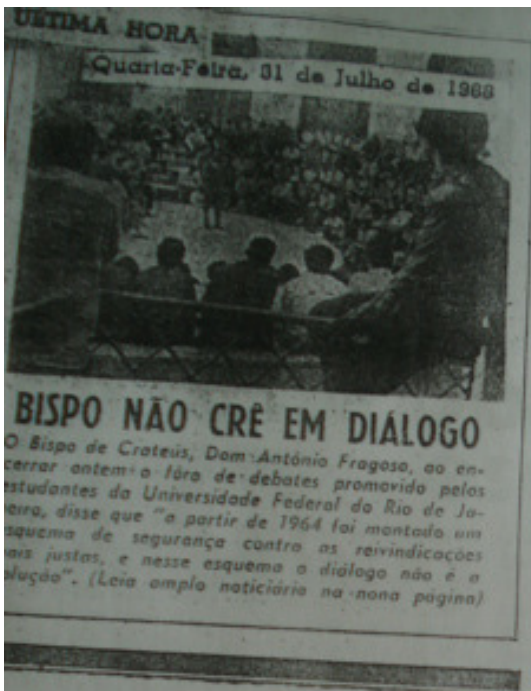 ÚLTIMA HORA
Quarta-Feira, 31 de Julho de 1968
BISPO NÃO CRÊ EM DIÁLOGO
O Bispo de Crateús, Dom Antônio Fragoso, ao en-
cerrar ontem o fôro de debates promovido pelos
estudantes da Universidade Federal do Rio de Ja-
neiro, disse que "a partir de 1964 foi montado um
esquema de segurança contra as reivindicações
mais justas, e nesse esquema o diálogo não é a
solução". (Leia amplo noticiário na nona página)